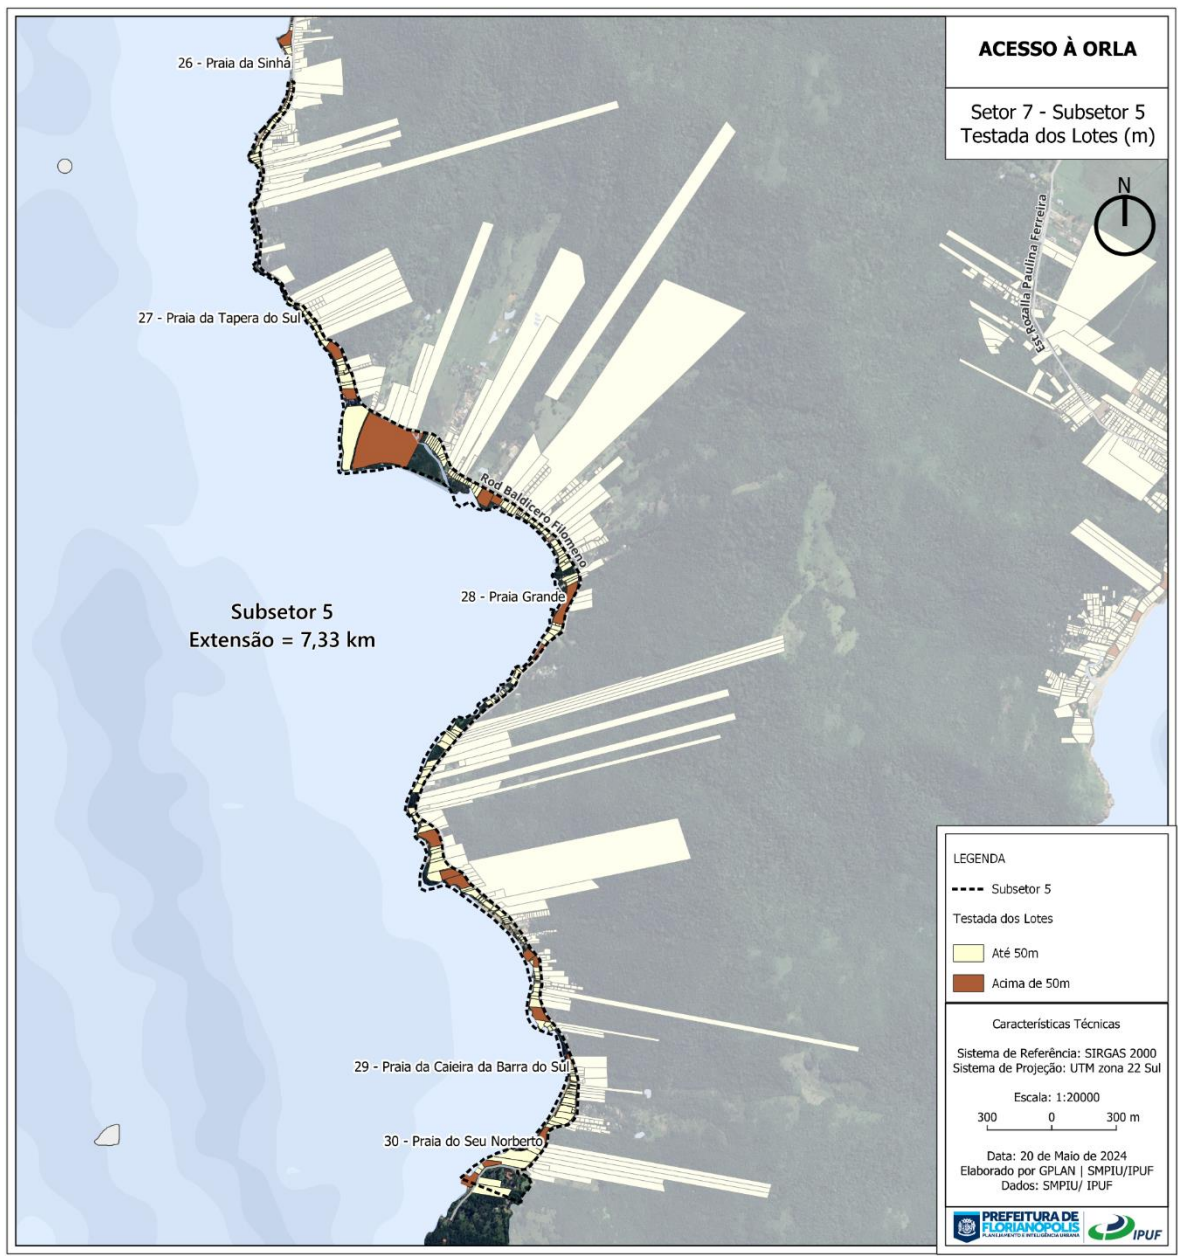 ACESSO À ORLA
Setor 7 - Subsetor 5
Testada dos Lotes (m)
N
26 - Praia da Sinhá
Est Rozalia Paulina Ferreira
27 - Praia da Tapera do Sul
Rod Baldicero Filomeno
28 - Praia Grande
Subsetor 5
Extensão = 7,33 km
29 - Praia da Caieira da Barra do Sul
30 - Praia do Seu Norberto
LEGENDA
Subsetor 5
Testada dos Lotes
Até 50m
Acima de 50m
Características Técnicas
Sistema de Referência: SIRGAS 2000
Sistema de Projeção: UTM zona 22 Sul
Escala: 1:20000
300 0 300 m
Data: 20 de Maio de 2024
Elaborado por GPLAN | SMPIU/IPUF
Dados: SMPIU/ IPUF
PREFEITURA DE
FLORIANÓPOLIS
PLANEJAMENTO E INTELIGÊNCIA URBANA
IPUF